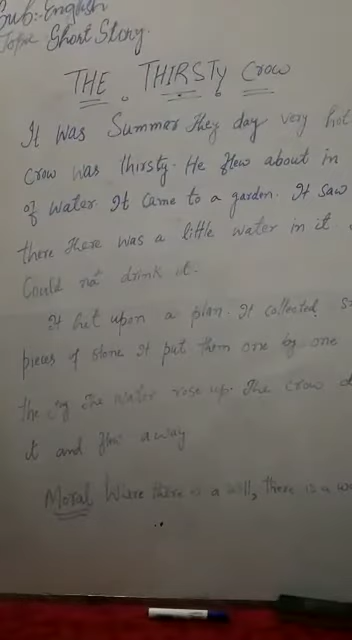 Sub:- English
Topic Short Story.
THE THIRSTY Crow
It was Summer They day very hot
Crow was thirsty. He flew about in
of water. It Came to a garden. It saw
there There was a little water in it.
Could not drink it.
It hit upon a plan. It collected
pieces of stone It put them one by one
the The water rose up. The crow
it and flew away
Moral Where there is a will, there is a